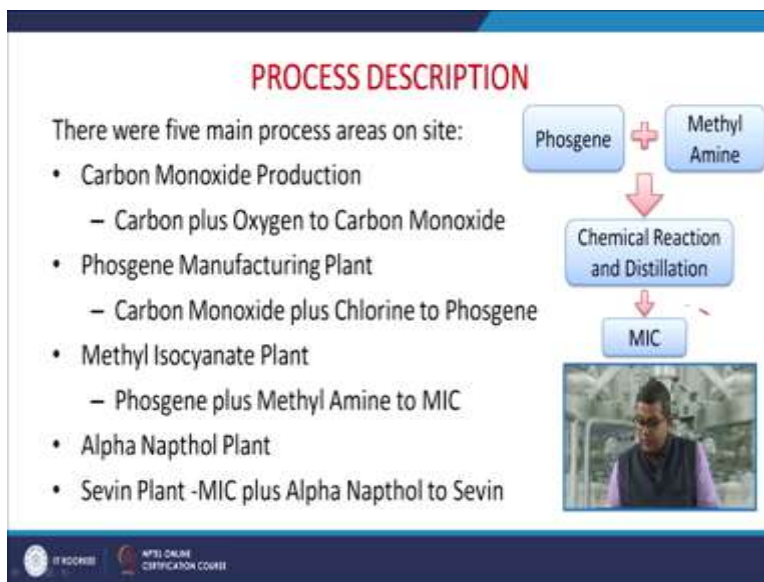 PROCESS DESCRIPTION
There were five main process areas on site:
• Carbon Monoxide Production
– Carbon plus Oxygen to Carbon Monoxide
• Phosgene Manufacturing Plant
– Carbon Monoxide plus Chlorine to Phosgene
• Methyl Isocyanate Plant
– Phosgene plus Methyl Amine to MIC
• Alpha Napthol Plant
• Sevin Plant -MIC plus Alpha Napthol to Sevin
Phosgene
Methyl
Amine
Chemical Reaction
and Distillation
MIC
IIT ROORKEE
NPTEL ONLINE
CERTIFICATION COURSE